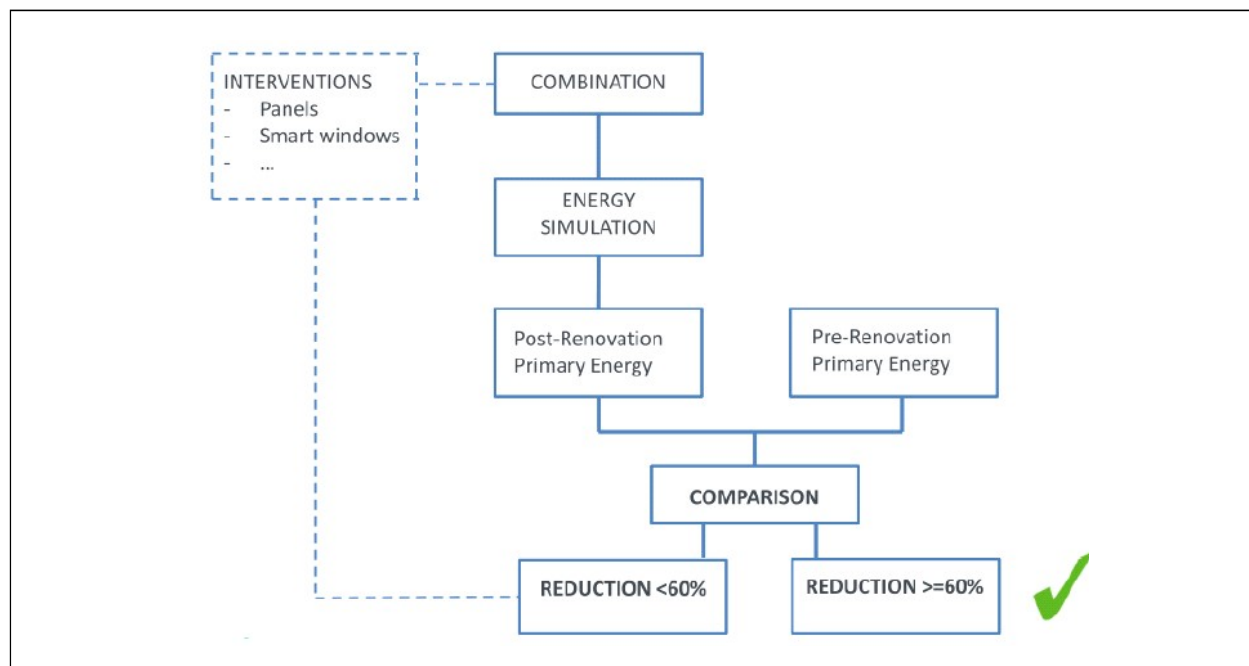 INTERVENTIONS
- Panels
- Smart windows
- ...
COMBINATION
ENERGY
SIMULATION
Post-Renovation
Primary Energy
Pre-Renovation
Primary Energy
COMPARISON
REDUCTION <60%
REDUCTION >=60%